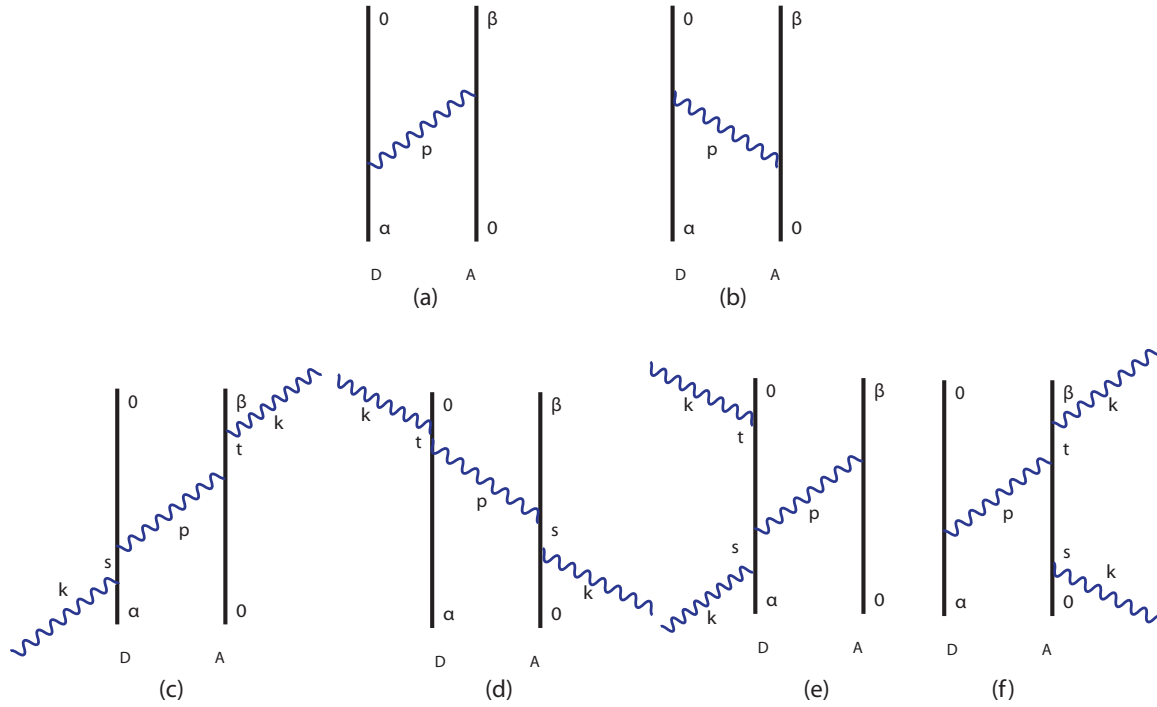 0 β 0 β
p p
α 0 α 0
D A D A
(a) (b)
0 β k 0 β k 0 β 0 β k
k t t k t t
p p p p
s s s s
k k k k
α 0 α 0 α 0 α 0
D A D A D A D A
(c) (d) (e) (f)